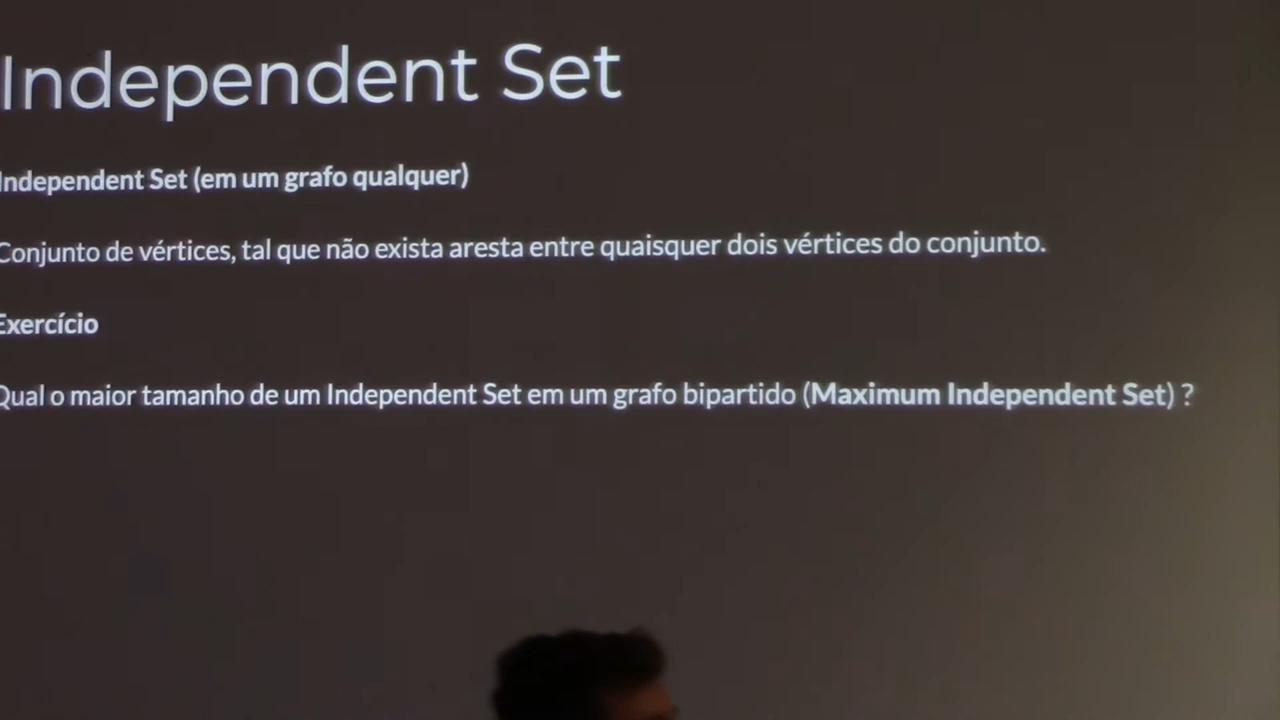 Independent Set
Independent Set (em um grafo qualquer)
Conjunto de vértices, tal que não exista aresta entre quaisquer dois vértices do conjunto.
Exercício
Qual o maior tamanho de um Independent Set em um grafo bipartido (Maximum Independent Set) ?